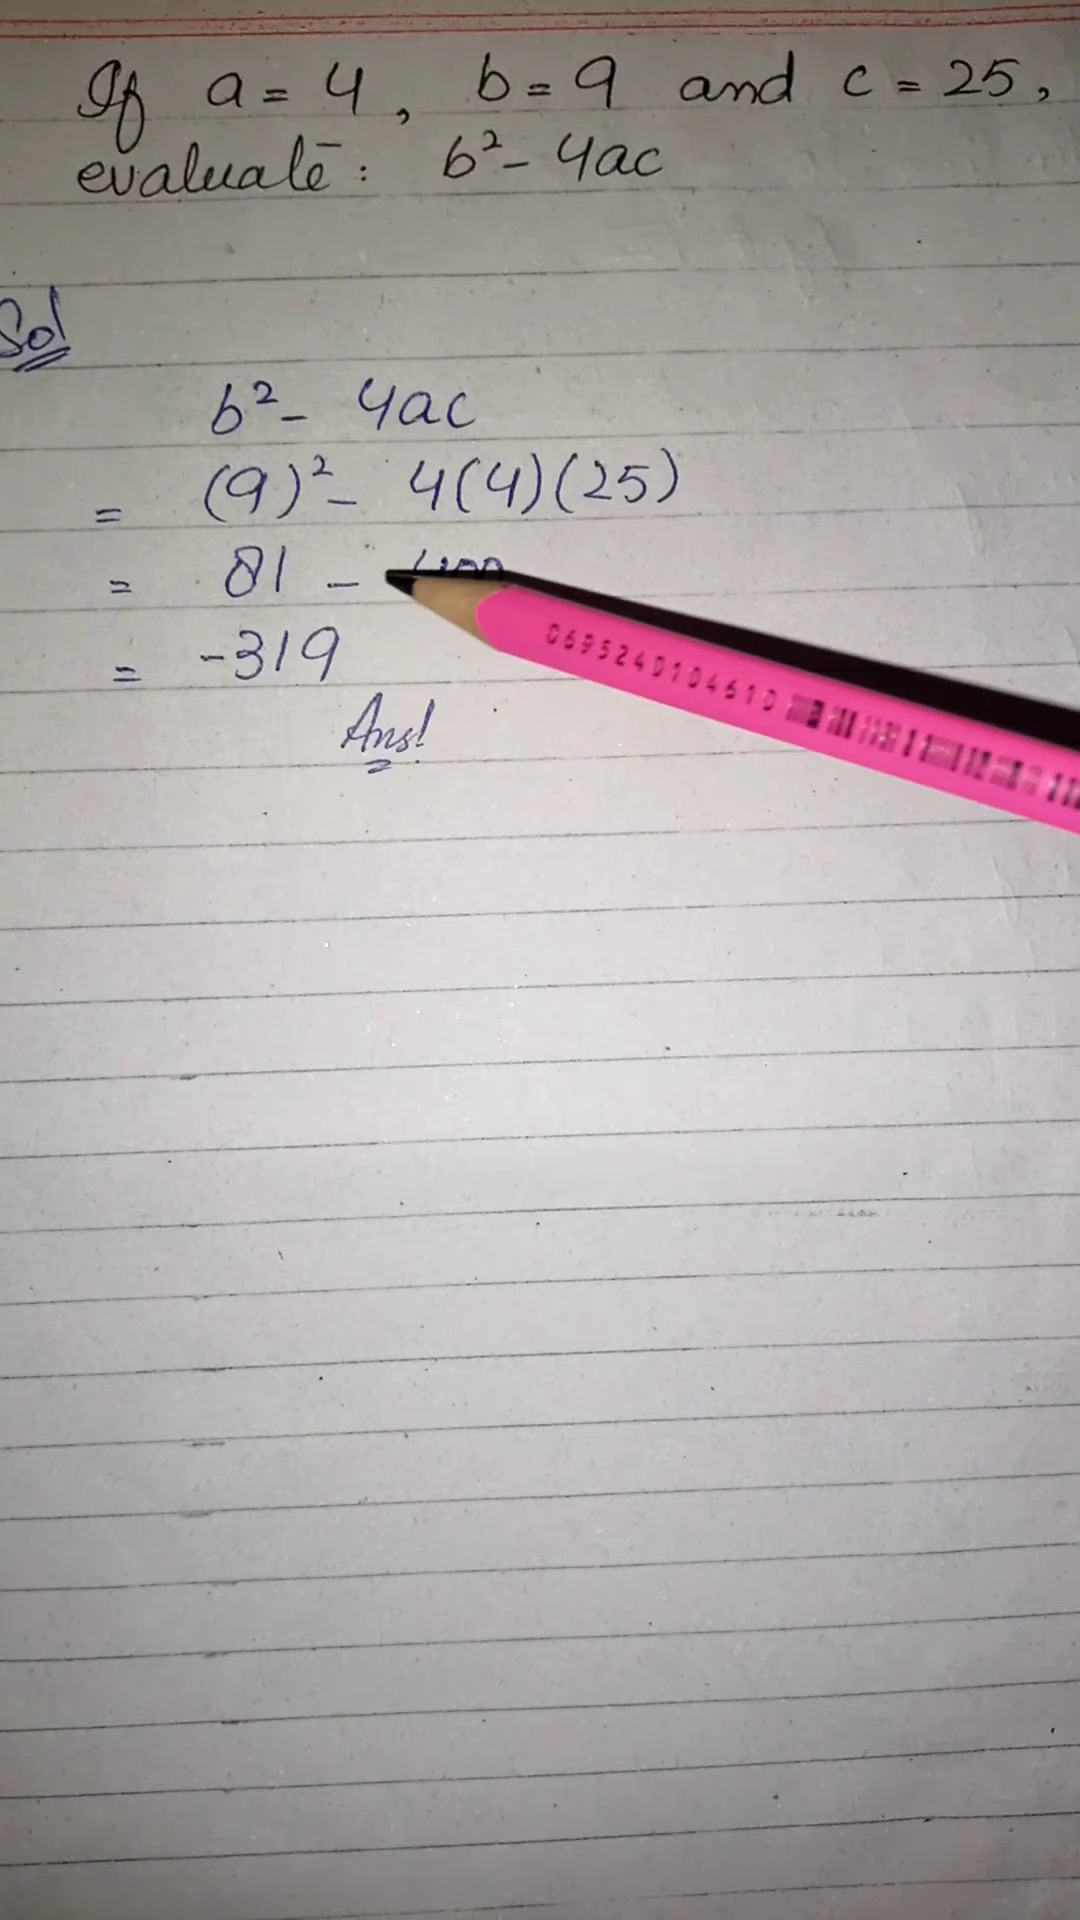 If a = 4, b = 9 and c = 25,
evaluate : b² - 4ac
Sol
b² - 4ac
= (9)² - 4(4)(25)
= 81 - 400
= -319
Ans!
0695240104610